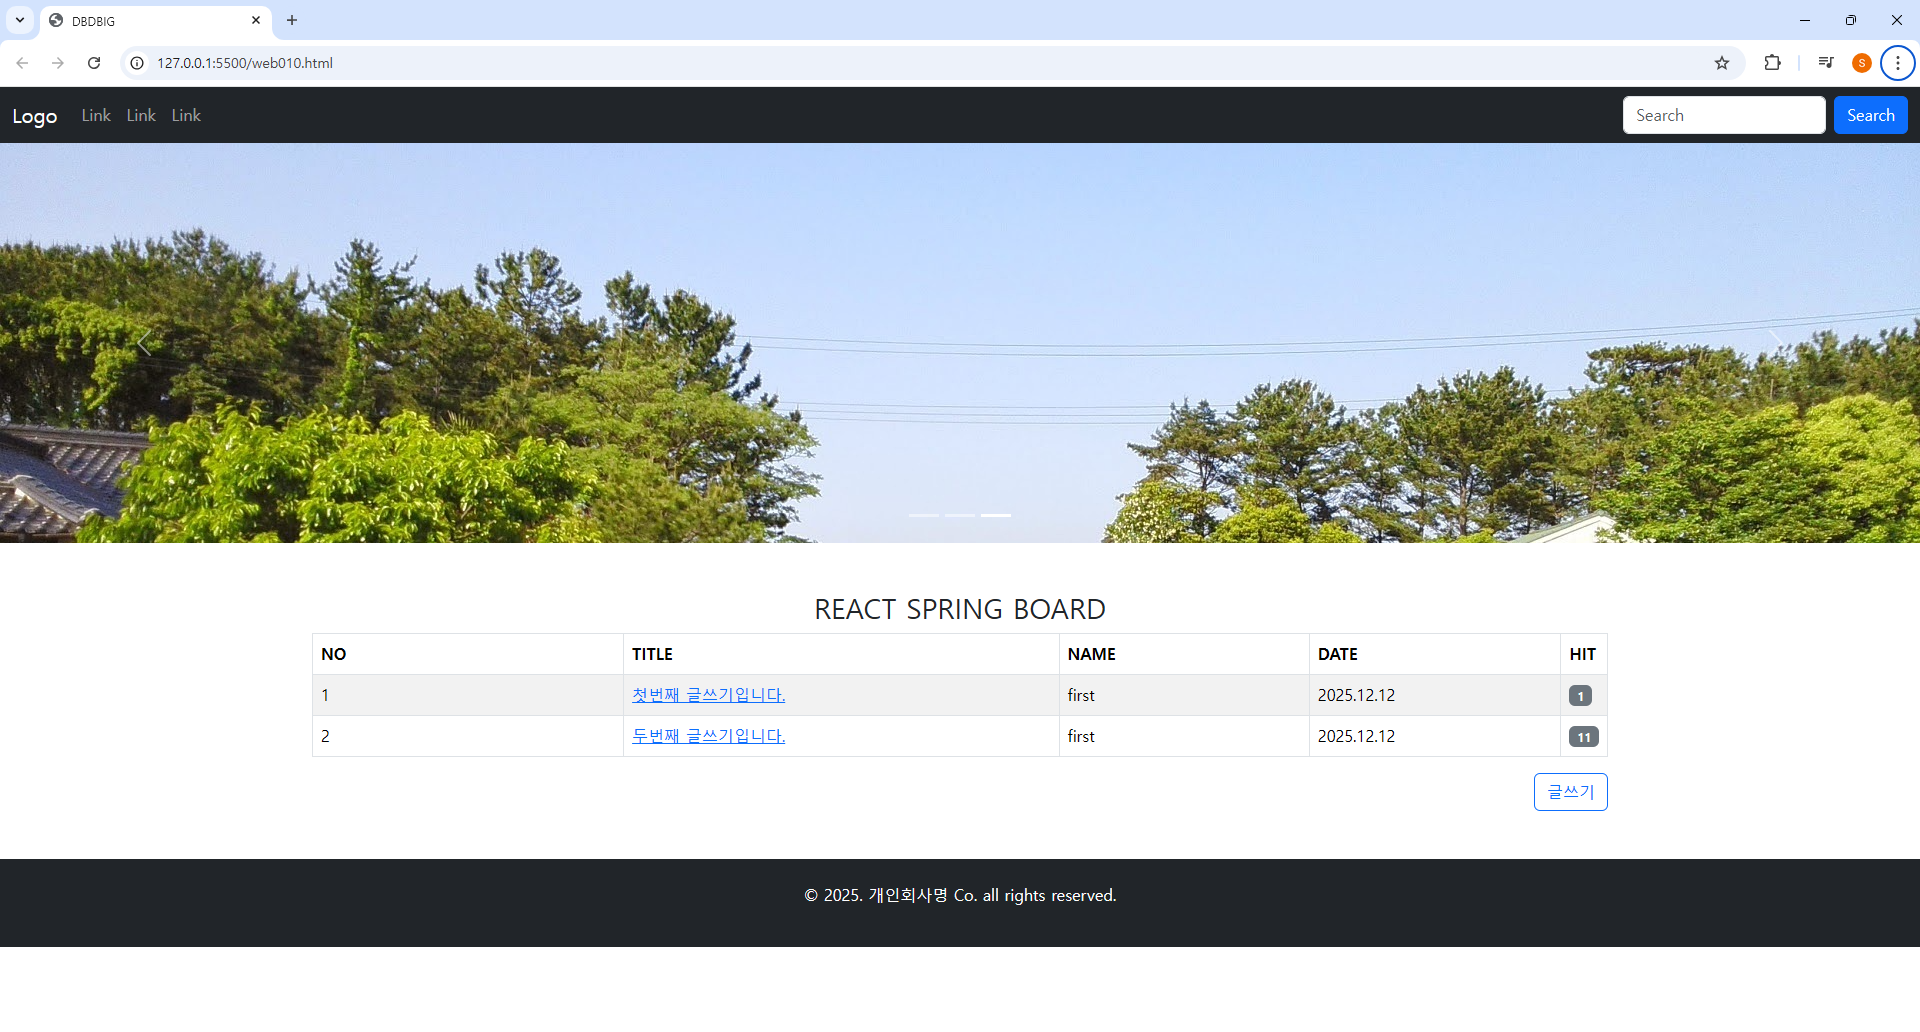 DBDBIG
127.0.0.1:5500/web010.html
S
Logo Link Link Link Search Search
REACT SPRING BOARD
NO TITLE NAME DATE HIT
1 첫번째 글쓰기입니다. first 2025.12.12 1
2 두번째 글쓰기입니다. first 2025.12.12 11
글쓰기
© 2025. 개인회사명 Co. all rights reserved.